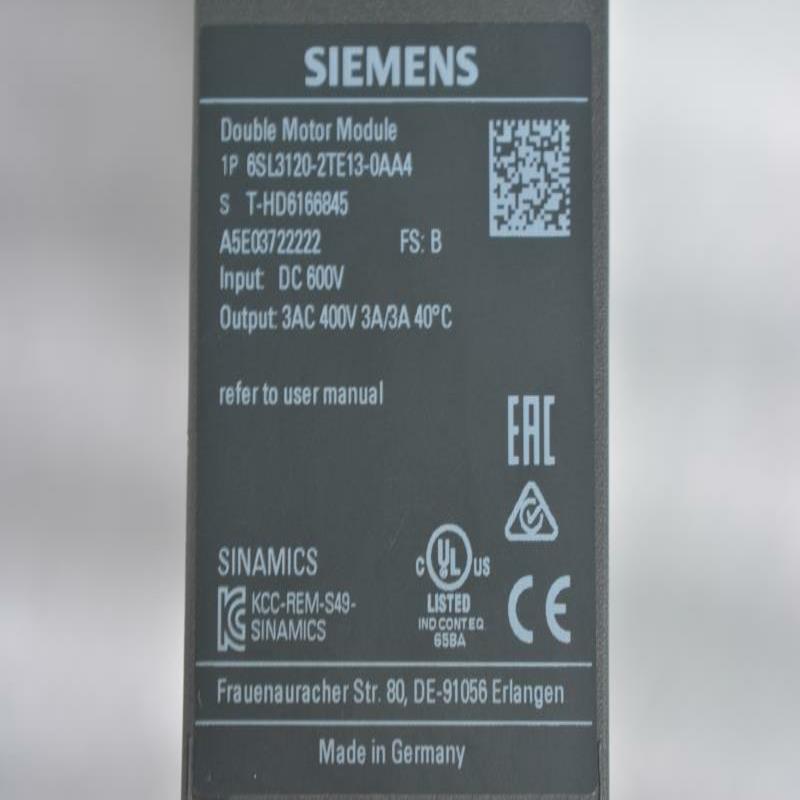 SIEMENS
Double Motor Module
1P 6SL3120-2TE13-0AA4
S T-HD6166845
A5E03722222 FS: B
Input: DC 600V
Output: 3AC 400V 3A/3A 40°C
refer to user manual
EAC
SINAMICS
C UL US
LISTED
IND CONT EQ
65BA
KCC-REM-S49-
SINAMICS
CE
Frauenauracher Str. 80, DE-91056 Erlangen
Made in Germany